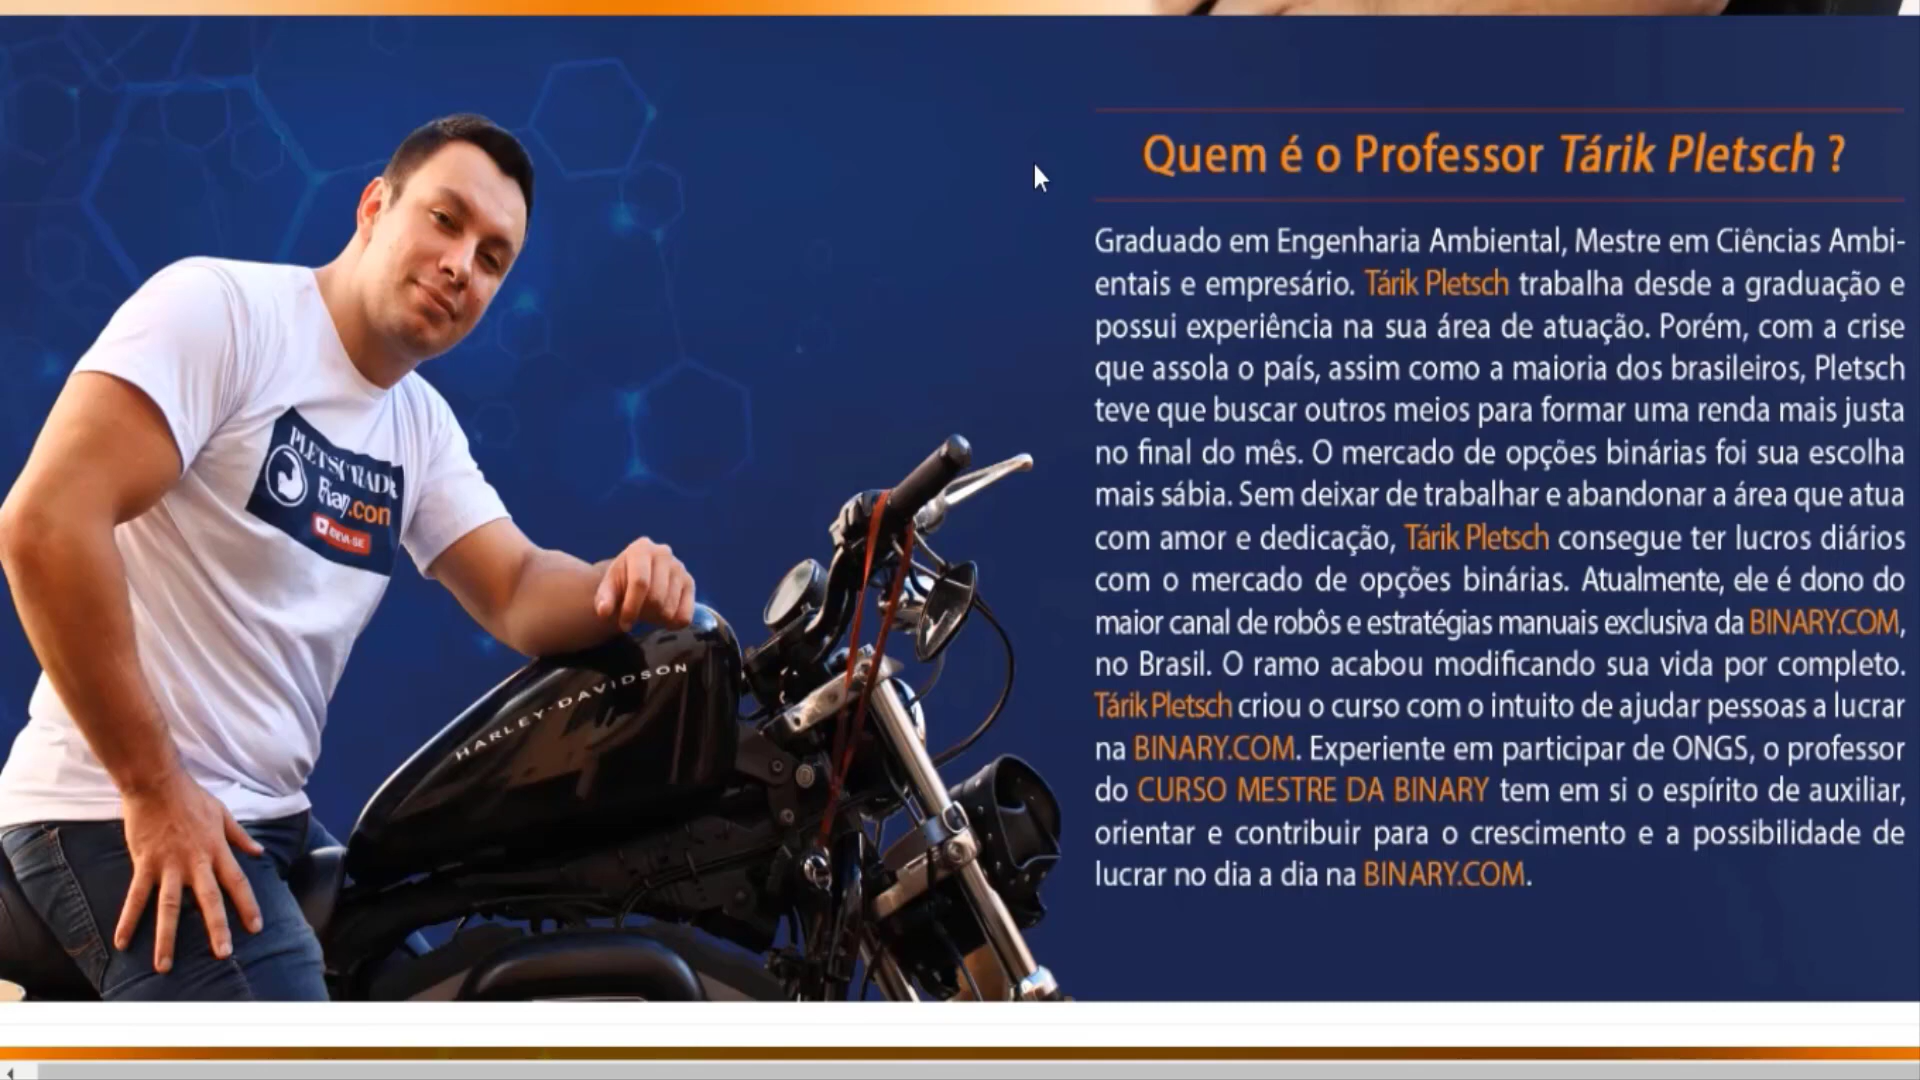 Quem é o Professor Tárik Pletsch ?
Graduado em Engenharia Ambiental, Mestre em Ciências Ambi-
entais e empresário. Tárik Pletsch trabalha desde a graduação e
possui experiência na sua área de atuação. Porém, com a crise
que assola o país, assim como a maioria dos brasileiros, Pletsch
teve que buscar outros meios para formar uma renda mais justa
no final do mês. O mercado de opções binárias foi sua escolha
mais sábia. Sem deixar de trabalhar e abandonar a área que atua
com amor e dedicação, Tárik Pletsch consegue ter lucros diários
com o mercado de opções binárias. Atualmente, ele é dono do
maior canal de robôs e estratégias manuais exclusiva da BINARY.COM,
no Brasil. O ramo acabou modificando sua vida por completo.
Tárik Pletsch criou o curso com o intuito de ajudar pessoas a lucrar
na BINARY.COM. Experiente em participar de ONGS, o professor
do CURSO MESTRE DA BINARY tem em si o espírito de auxiliar,
orientar e contribuir para o crescimento e a possibilidade de
lucrar no dia a dia na BINARY.COM.
HARLEY-DAVIDSON